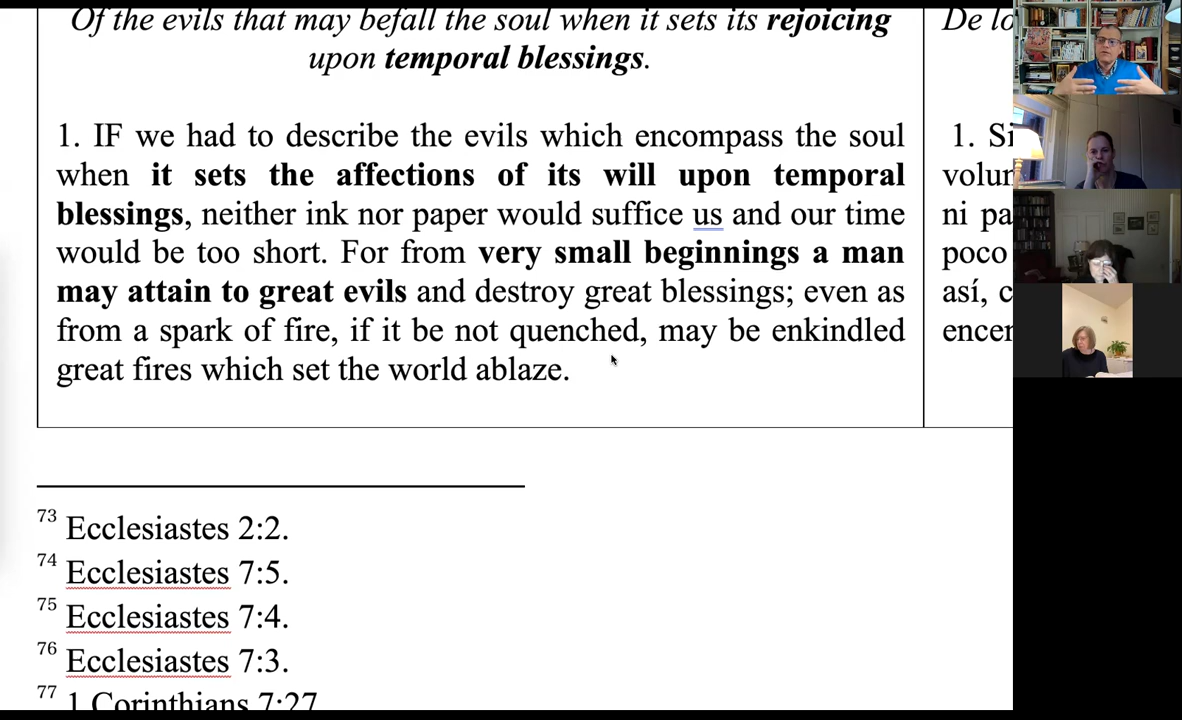 Of the evils that may befall the soul when it sets its rejoicing
upon temporal blessings.
1. IF we had to describe the evils which encompass the soul
when it sets the affections of its will upon temporal
blessings, neither ink nor paper would suffice us and our time
would be too short. For from very small beginnings a man
may attain to great evils and destroy great blessings; even as
from a spark of fire, if it be not quenched, may be enkindled
great fires which set the world ablaze.
De lo
1. Si
volun
ni pa
poco
así, c
encen
73 Ecclesiastes 2:2.
74 Ecclesiastes 7:5.
75 Ecclesiastes 7:4.
76 Ecclesiastes 7:3.
77 1 Corinthians 7:27